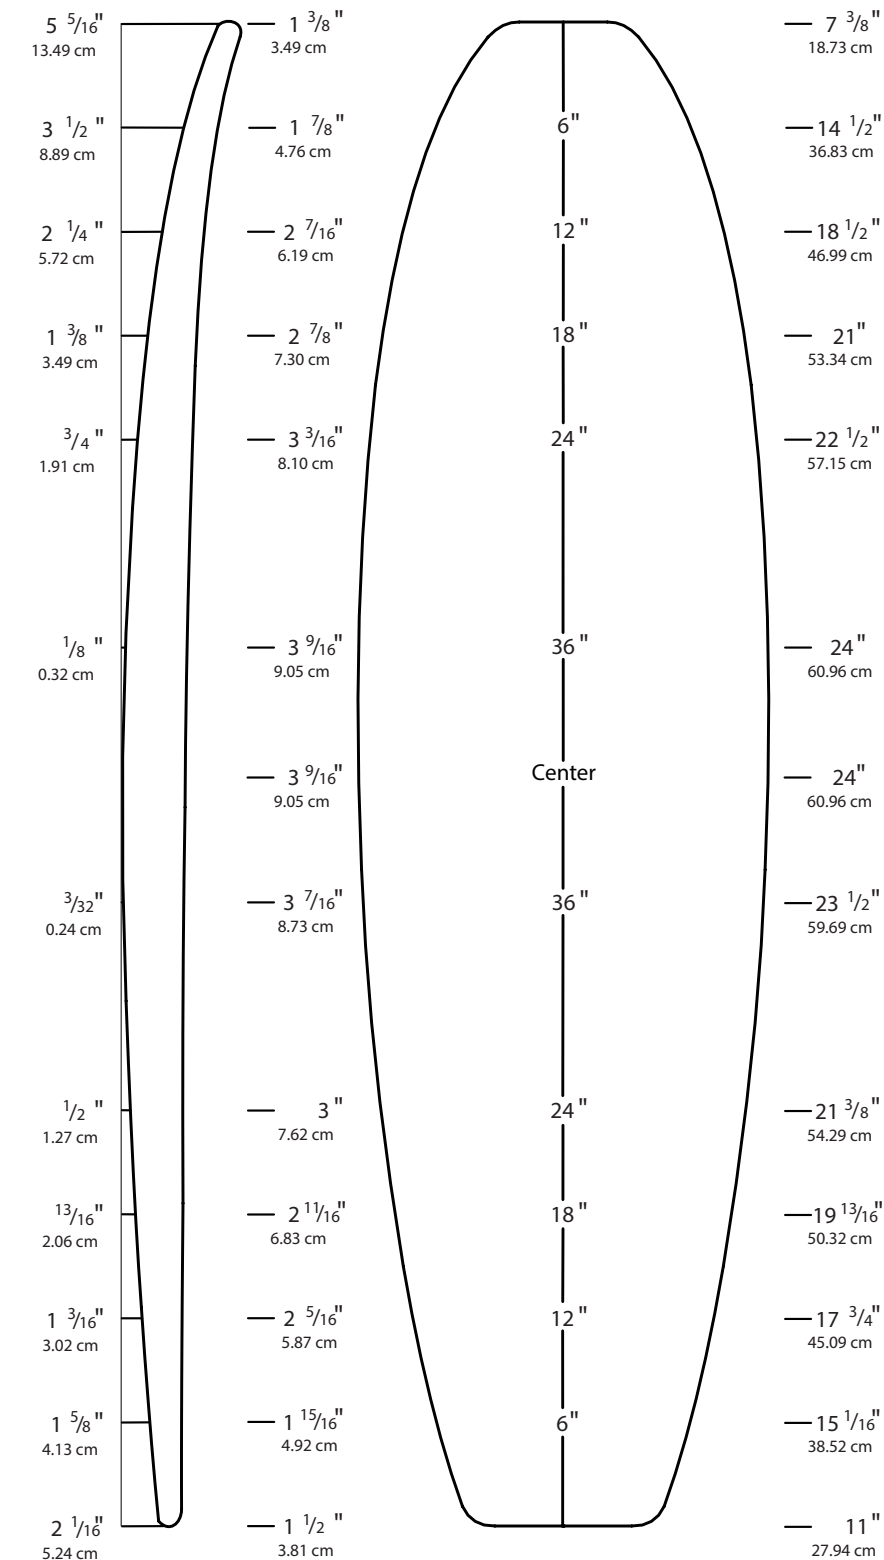 5 5/16" 1 3/8" 7 3/8"
13.49 cm 3.49 cm 18.73 cm
3 1/2" 1 7/8" 6" 14 1/2"
8.89 cm 4.76 cm 36.83 cm
2 1/4" 2 7/16" 12" 18 1/2"
5.72 cm 6.19 cm 46.99 cm
1 3/8" 2 7/8" 18" 21"
3.49 cm 7.30 cm 53.34 cm
3/4" 3 3/16" 24" 22 1/2"
1.91 cm 8.10 cm 57.15 cm
1/8" 3 9/16" 36" 24"
0.32 cm 9.05 cm 60.96 cm
3 9/16" Center 24"
9.05 cm 60.96 cm
3/32" 3 7/16" 36" 23 1/2"
0.24 cm 8.73 cm 59.69 cm
1/2" 3" 24" 21 3/8"
1.27 cm 7.62 cm 54.29 cm
13/16" 2 11/16" 18" 19 13/16"
2.06 cm 6.83 cm 50.32 cm
1 3/16" 2 5/16" 12" 17 3/4"
3.02 cm 5.87 cm 45.09 cm
1 5/8" 1 15/16" 6" 15 1/16"
4.13 cm 4.92 cm 38.52 cm
2 1/16" 1 1/2" 11"
5.24 cm 3.81 cm 27.94 cm